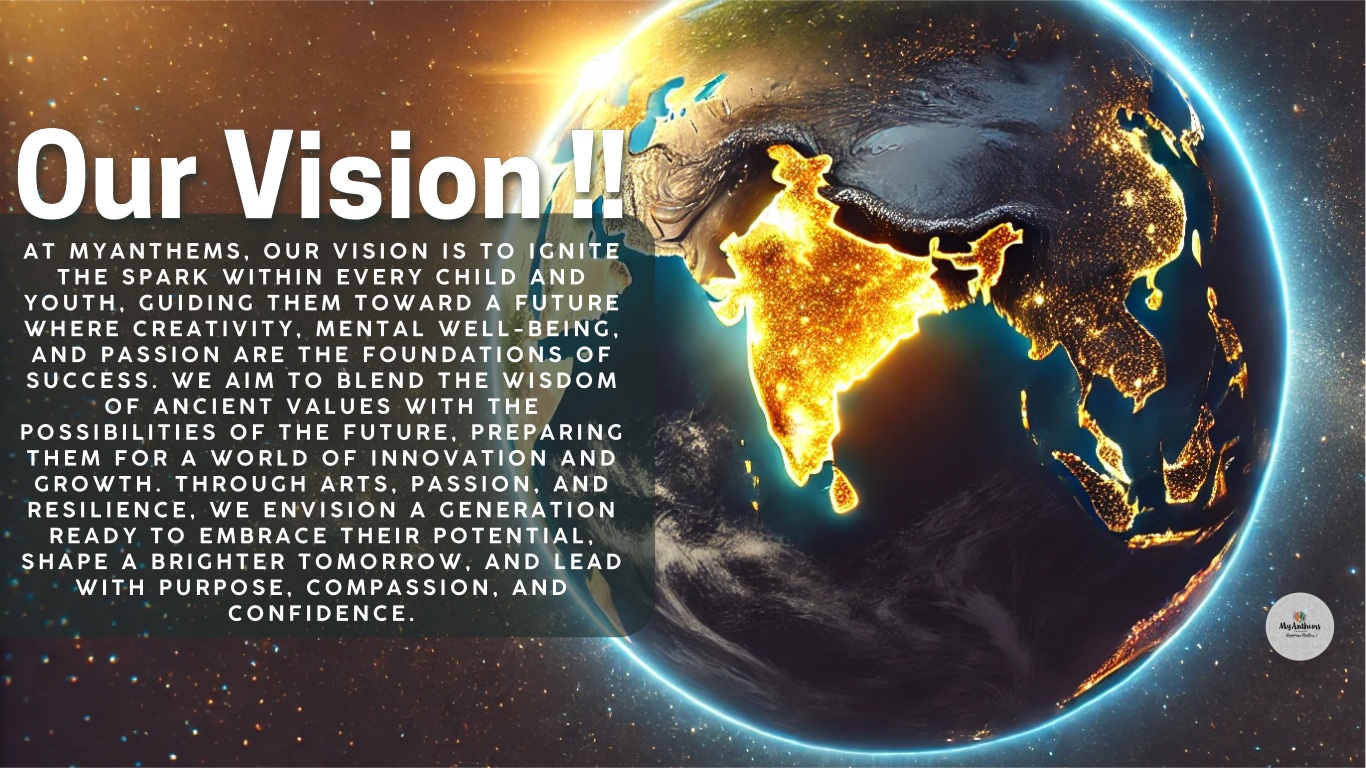 Our Vision !!
AT MYANTHEMS, OUR VISION IS TO IGNITE
THE SPARK WITHIN EVERY CHILD AND
YOUTH, GUIDING THEM TOWARD A FUTURE
WHERE CREATIVITY, MENTAL WELL-BEING,
AND PASSION ARE THE FOUNDATIONS OF
SUCCESS. WE AIM TO BLEND THE WISDOM
OF ANCIENT VALUES WITH THE
POSSIBILITIES OF THE FUTURE, PREPARING
THEM FOR A WORLD OF INNOVATION AND
GROWTH. THROUGH ARTS, PASSION, AND
RESILIENCE, WE ENVISION A GENERATION
READY TO EMBRACE THEIR POTENTIAL,
SHAPE A BRIGHTER TOMORROW, AND LEAD
WITH PURPOSE, COMPASSION, AND
CONFIDENCE.
MyAnthems